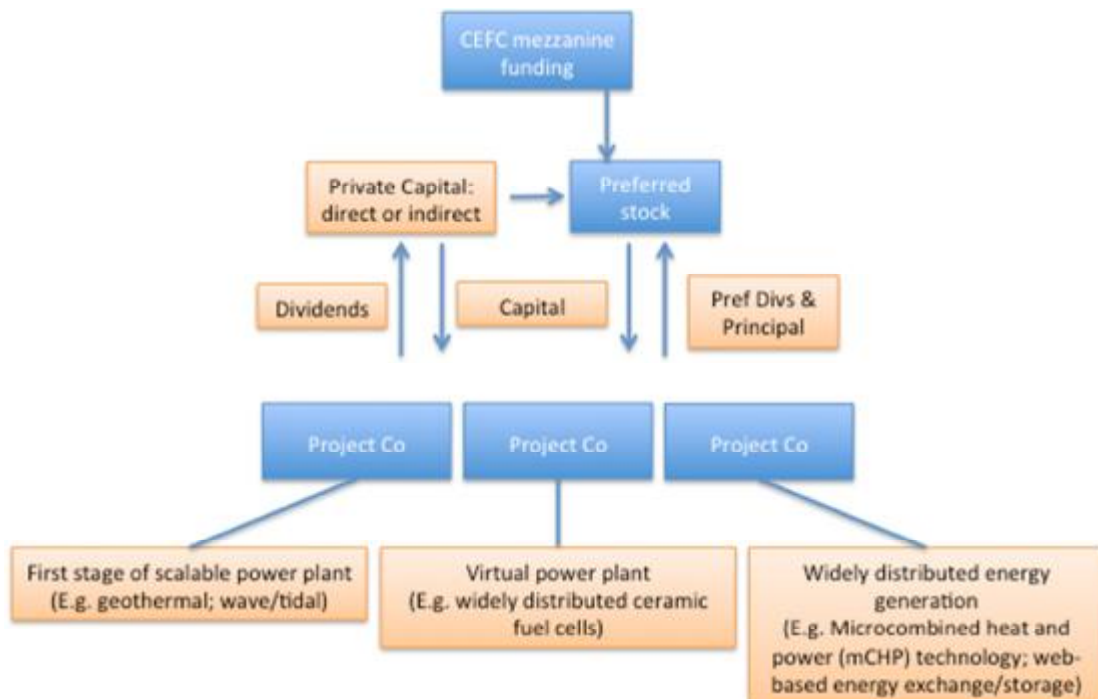 CEFC mezzanine
funding
Private Capital:
direct or indirect
Preferred
stock
Dividends
Capital
Pref Divs &
Principal
Project Co
Project Co
Project Co
First stage of scalable power plant
(E.g. geothermal; wave/tidal)
Virtual power plant
(E.g. widely distributed ceramic
fuel cells)
Widely distributed energy
generation
(E.g. Microcombined heat and
power (mCHP) technology; web-
based energy exchange/storage)